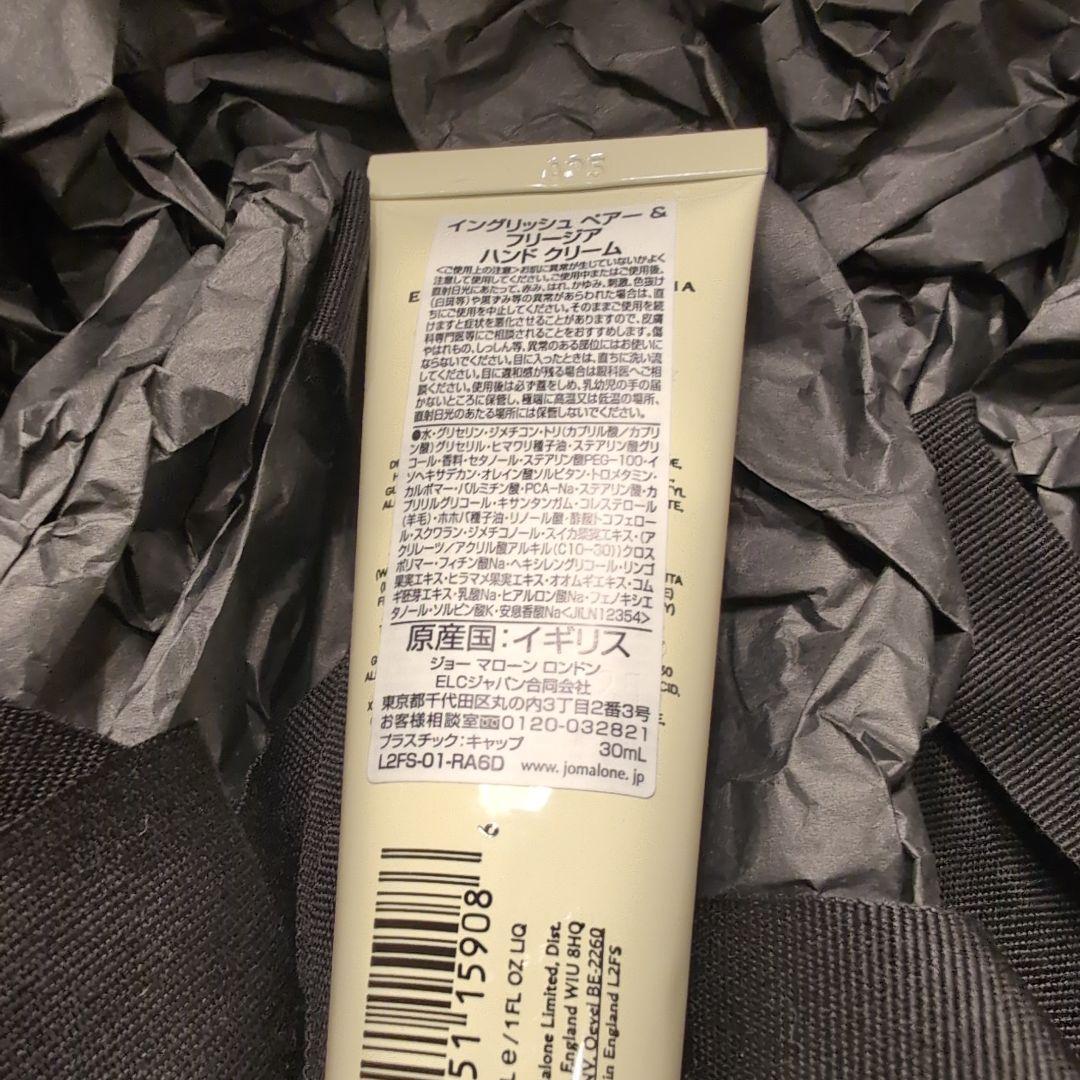 イングリッシュ ペアー &
フリージア
ハンド クリーム
<ご使用上の注意>お肌に異常が生じていないかよく
注意して使用してください。ご使用中またはご使用後、
直射日光にあたって、赤み、はれ、かゆみ、刺激、色抜け
(白斑等)や黒ずみ等の異常があらわれた場合は、直
ちにご使用を中止してください。そのままご使用を続
けますと症状を悪化させることがありますので、皮膚
科専門医等にご相談されることをおすすめします。傷
やはれもの、しっしん等、異常のある部位にはお使いに
ならないでください。目に入ったときは、直ちに洗い流
してください。目に違和感が残る場合は眼科医へご相
談ください。使用後は必ず蓋をしめ、乳幼児の手の届
かないところに保管し、極端に高温又は低温の場所、
直射日光のあたる場所には保管しないでください。
●水・グリセリン・ジメチコン・トリ(カプリル酸/カプリ
ン酸)グリセリル・ヒマワリ種子油・ステアリン酸グリ
コール・香料・セタノール・ステアリン酸PEG-100・イ
ソヘキサデカン・オレイン酸ソルビタン・トロメタミン・
カルボマー・パルミチン酸・PCA-Na・ステアリン酸・カ
プリリルグリコール・キサンタンガム・コレステロール
(羊毛)・ホホバ種子油・リノール酸・酢酸トコフェロー
ル・スクワラン・ジメチコノール・スイカ果実エキス・(ア
クリレーツ/アクリル酸アルキル(C10-30))クロス
ポリマー・フィチン酸Na・ヘキシレングリコール・リンゴ
果実エキス・ヒラマメ果実エキス・オオムギエキス・コム
ギ胚芽エキス・乳酸Na・ヒアルロン酸Na・フェノキシエ
タノール・ソルビン酸K・安息香酸Na<JILN12354>
原産国:イギリス
ジョー マローン ロンドン
ELCジャパン合同会社
東京都千代田区丸の内3丁目2番3号
お客様相談室 0120-032821
プラスチック:キャップ 30mL
L2FS-01-RA6D www.jomalone.jp
51 15908
L e / 1 FL OZ LIQ
alone Limited, Dist.
England W1U 8HQ
NY. Oevel BE-2260
in England L2FS